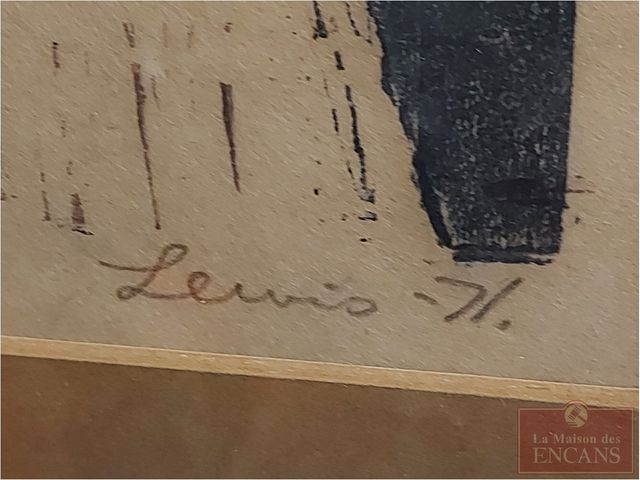 Lewis -71.
La Maison des
ENCANS